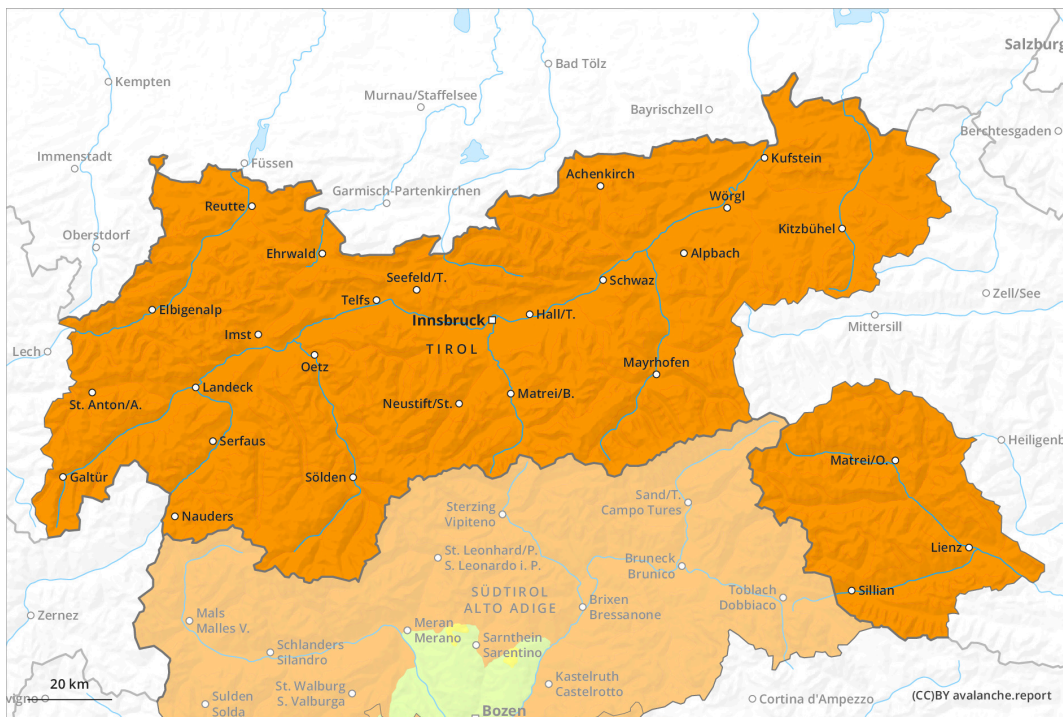 Salzburg
Kempten
Bad Tölz
Murnau/Staffelsee
Bayrischzell
Berchtesgaden
Immenstadt
Füssen
Kufstein
Achenkirch
Garmisch-Partenkirchen
Wörgl
Reutte
Oberstdorf
Kitzbühel
Ehrwald
Alpbach
Seefeld/T.
Schwaz
Zell/See
Telfs
Elbigenalp
Innsbruck
Hall/T.
Mittersill
Imst
TIROL
Lech
Oetz
Mayrhofen
Landeck
St. Anton/A.
Neustift/St.
Matrei/B.
Serfaus
Heiligenb
Matrei/O.
Galtür
Sölden
Sand/T.
Campo Tures
Sterzing
Vipiteno
Nauders
Lienz
St. Leonhard/P.
S. Leonardo i. P.
Bruneck
Brunico
SÜDTIROL
ALTO ADIGE
Toblach
Dobbiaco
Sillian
Brixen
Bressanone
Zernez
Mals
Malles V.
Meran
Merano
Sarnthein
Sarentino
Schlanders
Silandro
Kastelruth
Castelrotto
20 km
St. Walburg
S. Valburga
vigno
Sulden
Solda
Cortina d'Ampezzo
(CC)BY avalanche.report
Bozen